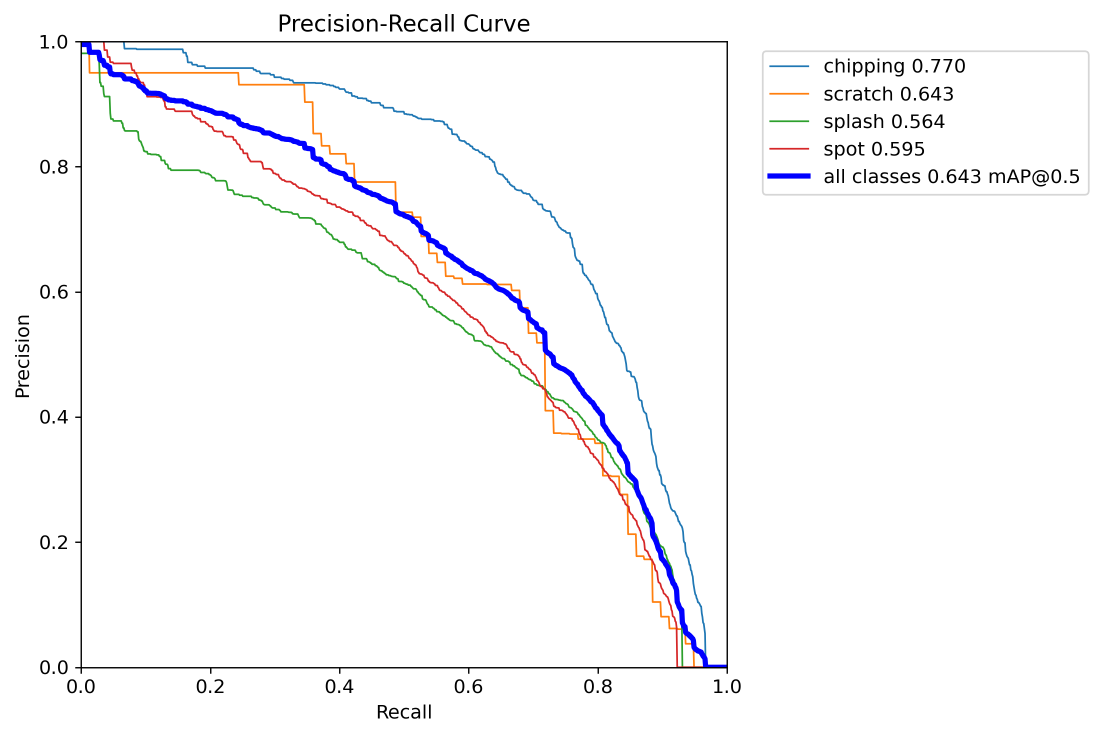 Precision-Recall Curve
1.0
0.8
0.6
0.4
0.2
0.0
Precision
0.0 0.2 0.4 0.6 0.8 1.0
Recall
chipping 0.770
scratch 0.643
splash 0.564
spot 0.595
all classes 0.643 mAP@0.5